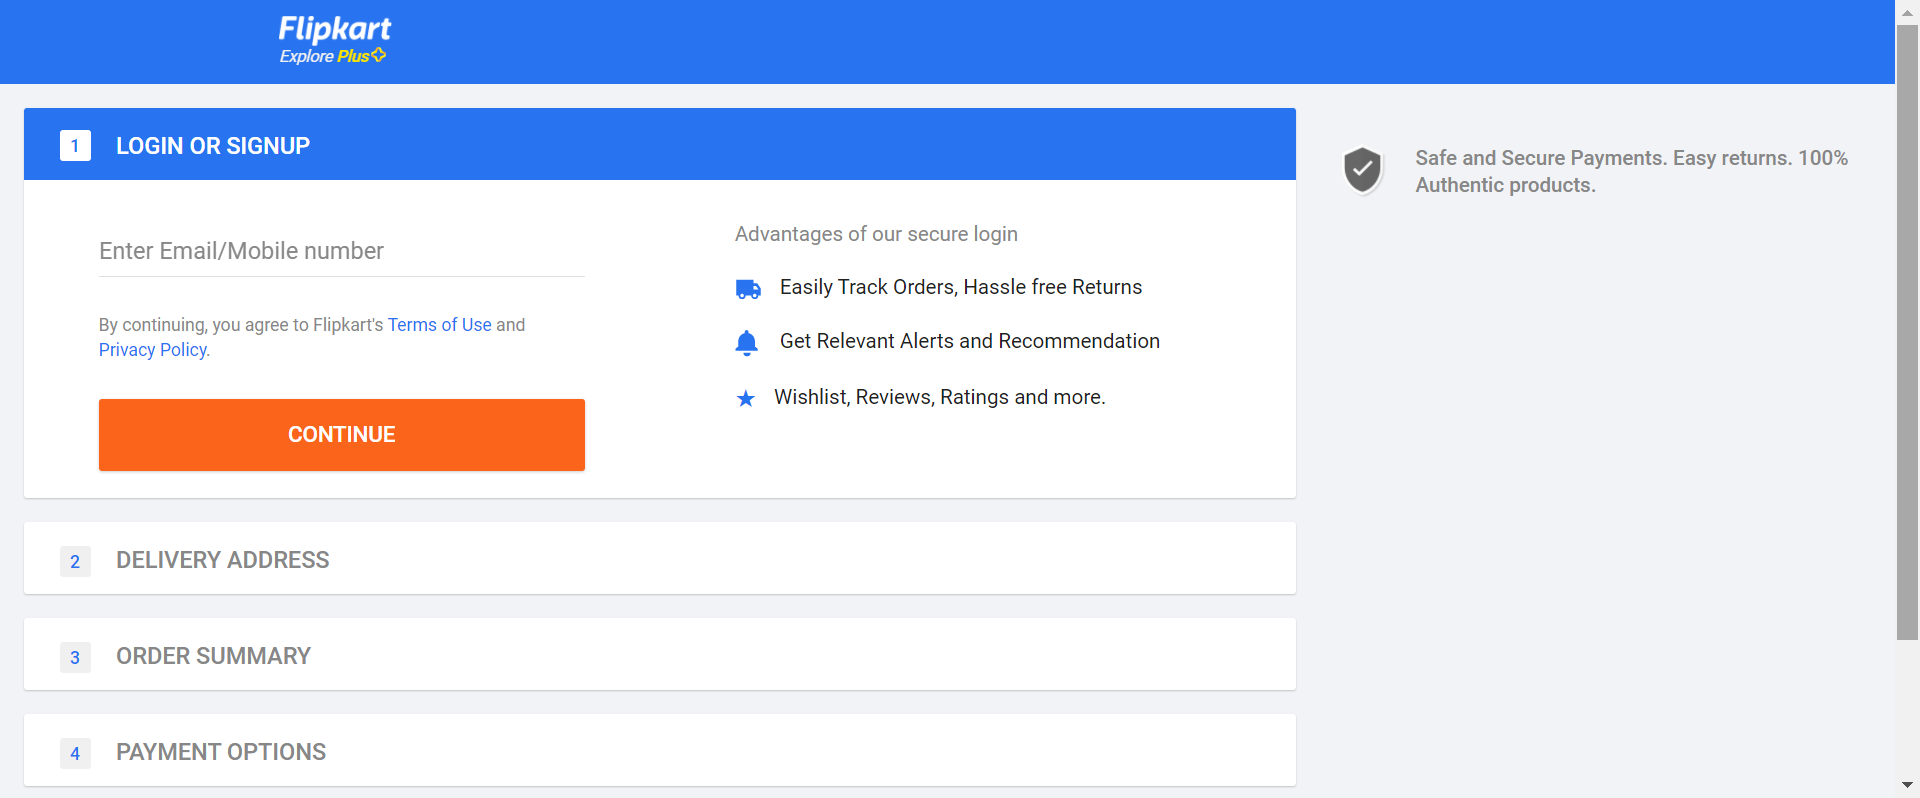 Flipkart
Explore Plus
1 LOGIN OR SIGNUP
Enter Email/Mobile number
By continuing, you agree to Flipkart's Terms of Use and
Privacy Policy.
CONTINUE
Advantages of our secure login
Easily Track Orders, Hassle free Returns
Get Relevant Alerts and Recommendation
Wishlist, Reviews, Ratings and more.
2 DELIVERY ADDRESS
3 ORDER SUMMARY
4 PAYMENT OPTIONS
Safe and Secure Payments. Easy returns. 100%
Authentic products.